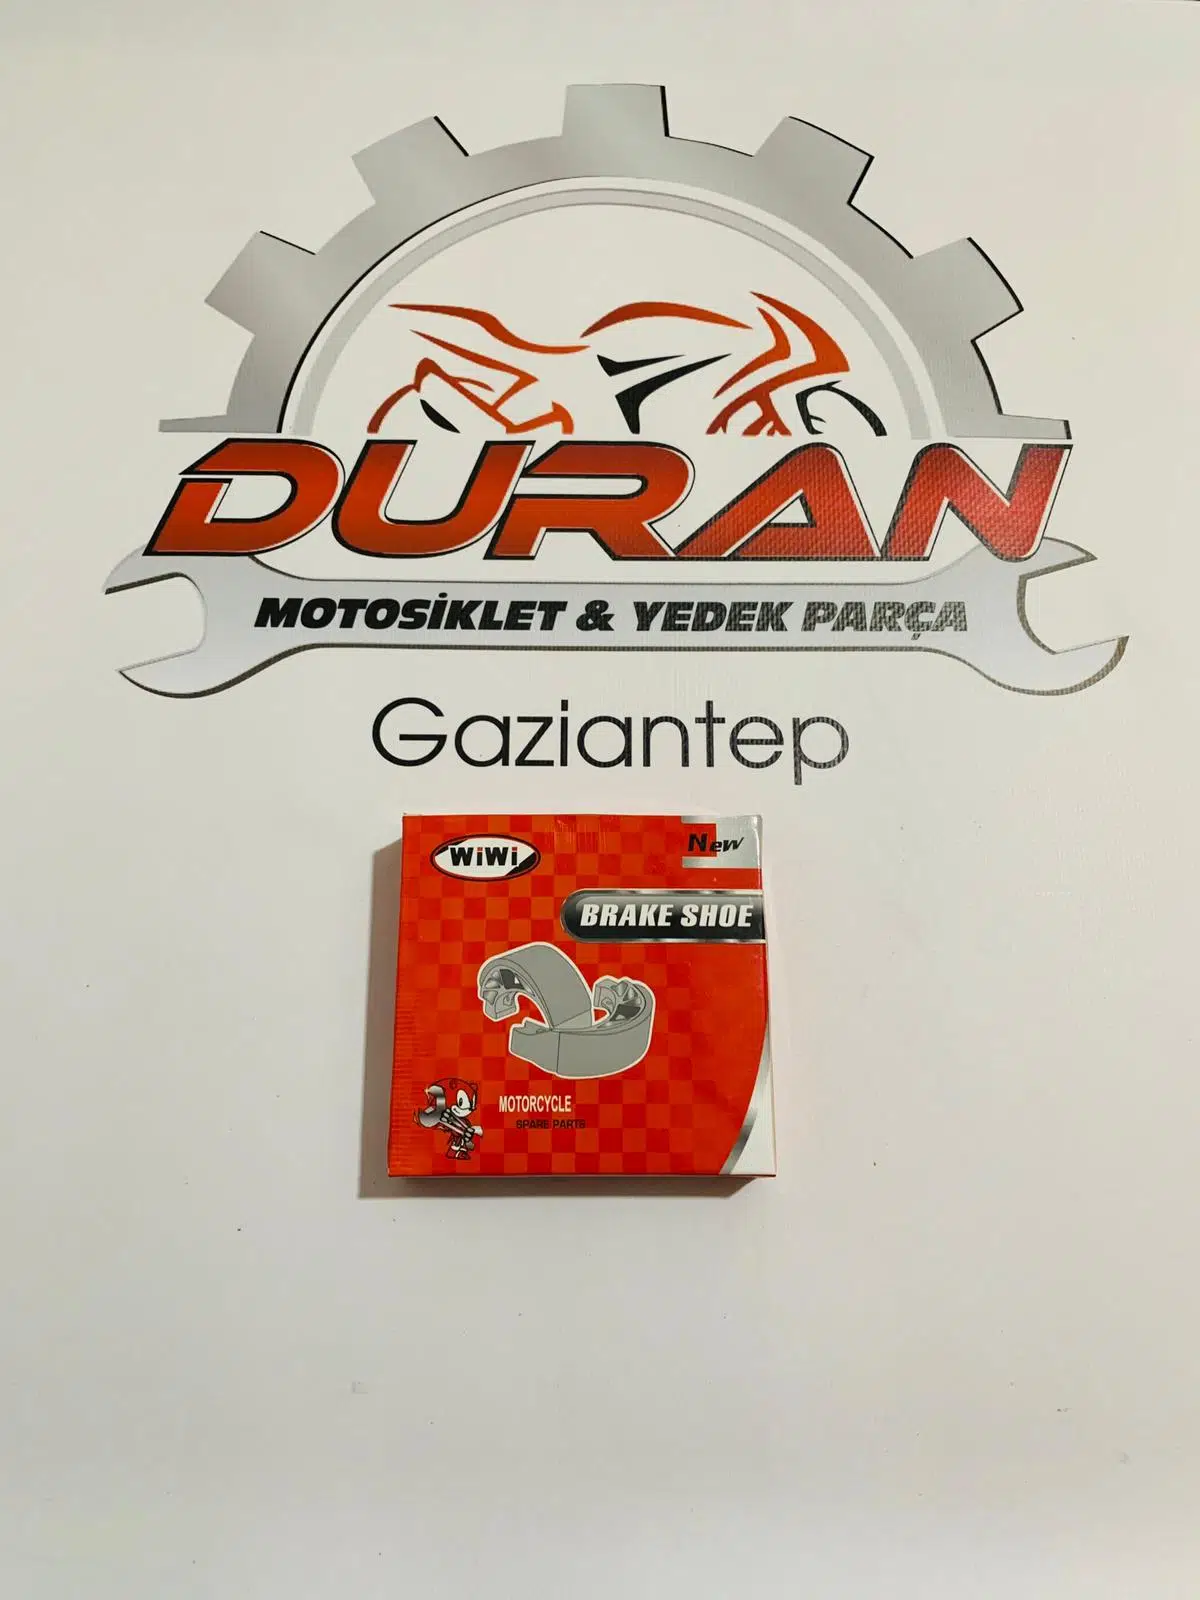 DURAN
MOTOSİKLET & YEDEK PARÇA
Gaziantep
WiWi
New
BRAKE SHOE
MOTORCYCLE
SPARE PARTS